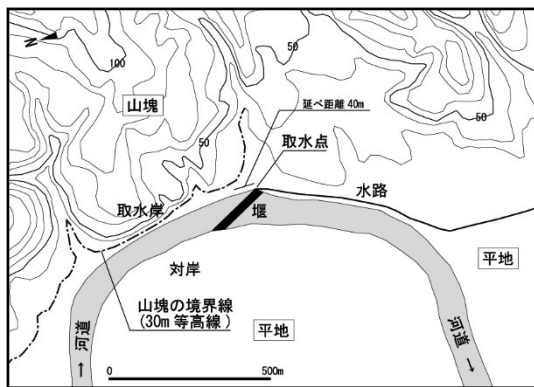 N
50
100
山塊
延べ距離 40m
50
50
取水点
取水岸
水路
堰
対岸
平地
山塊の境界線
(30m 等高線)
平地
河道
→
河道
→
0
500m